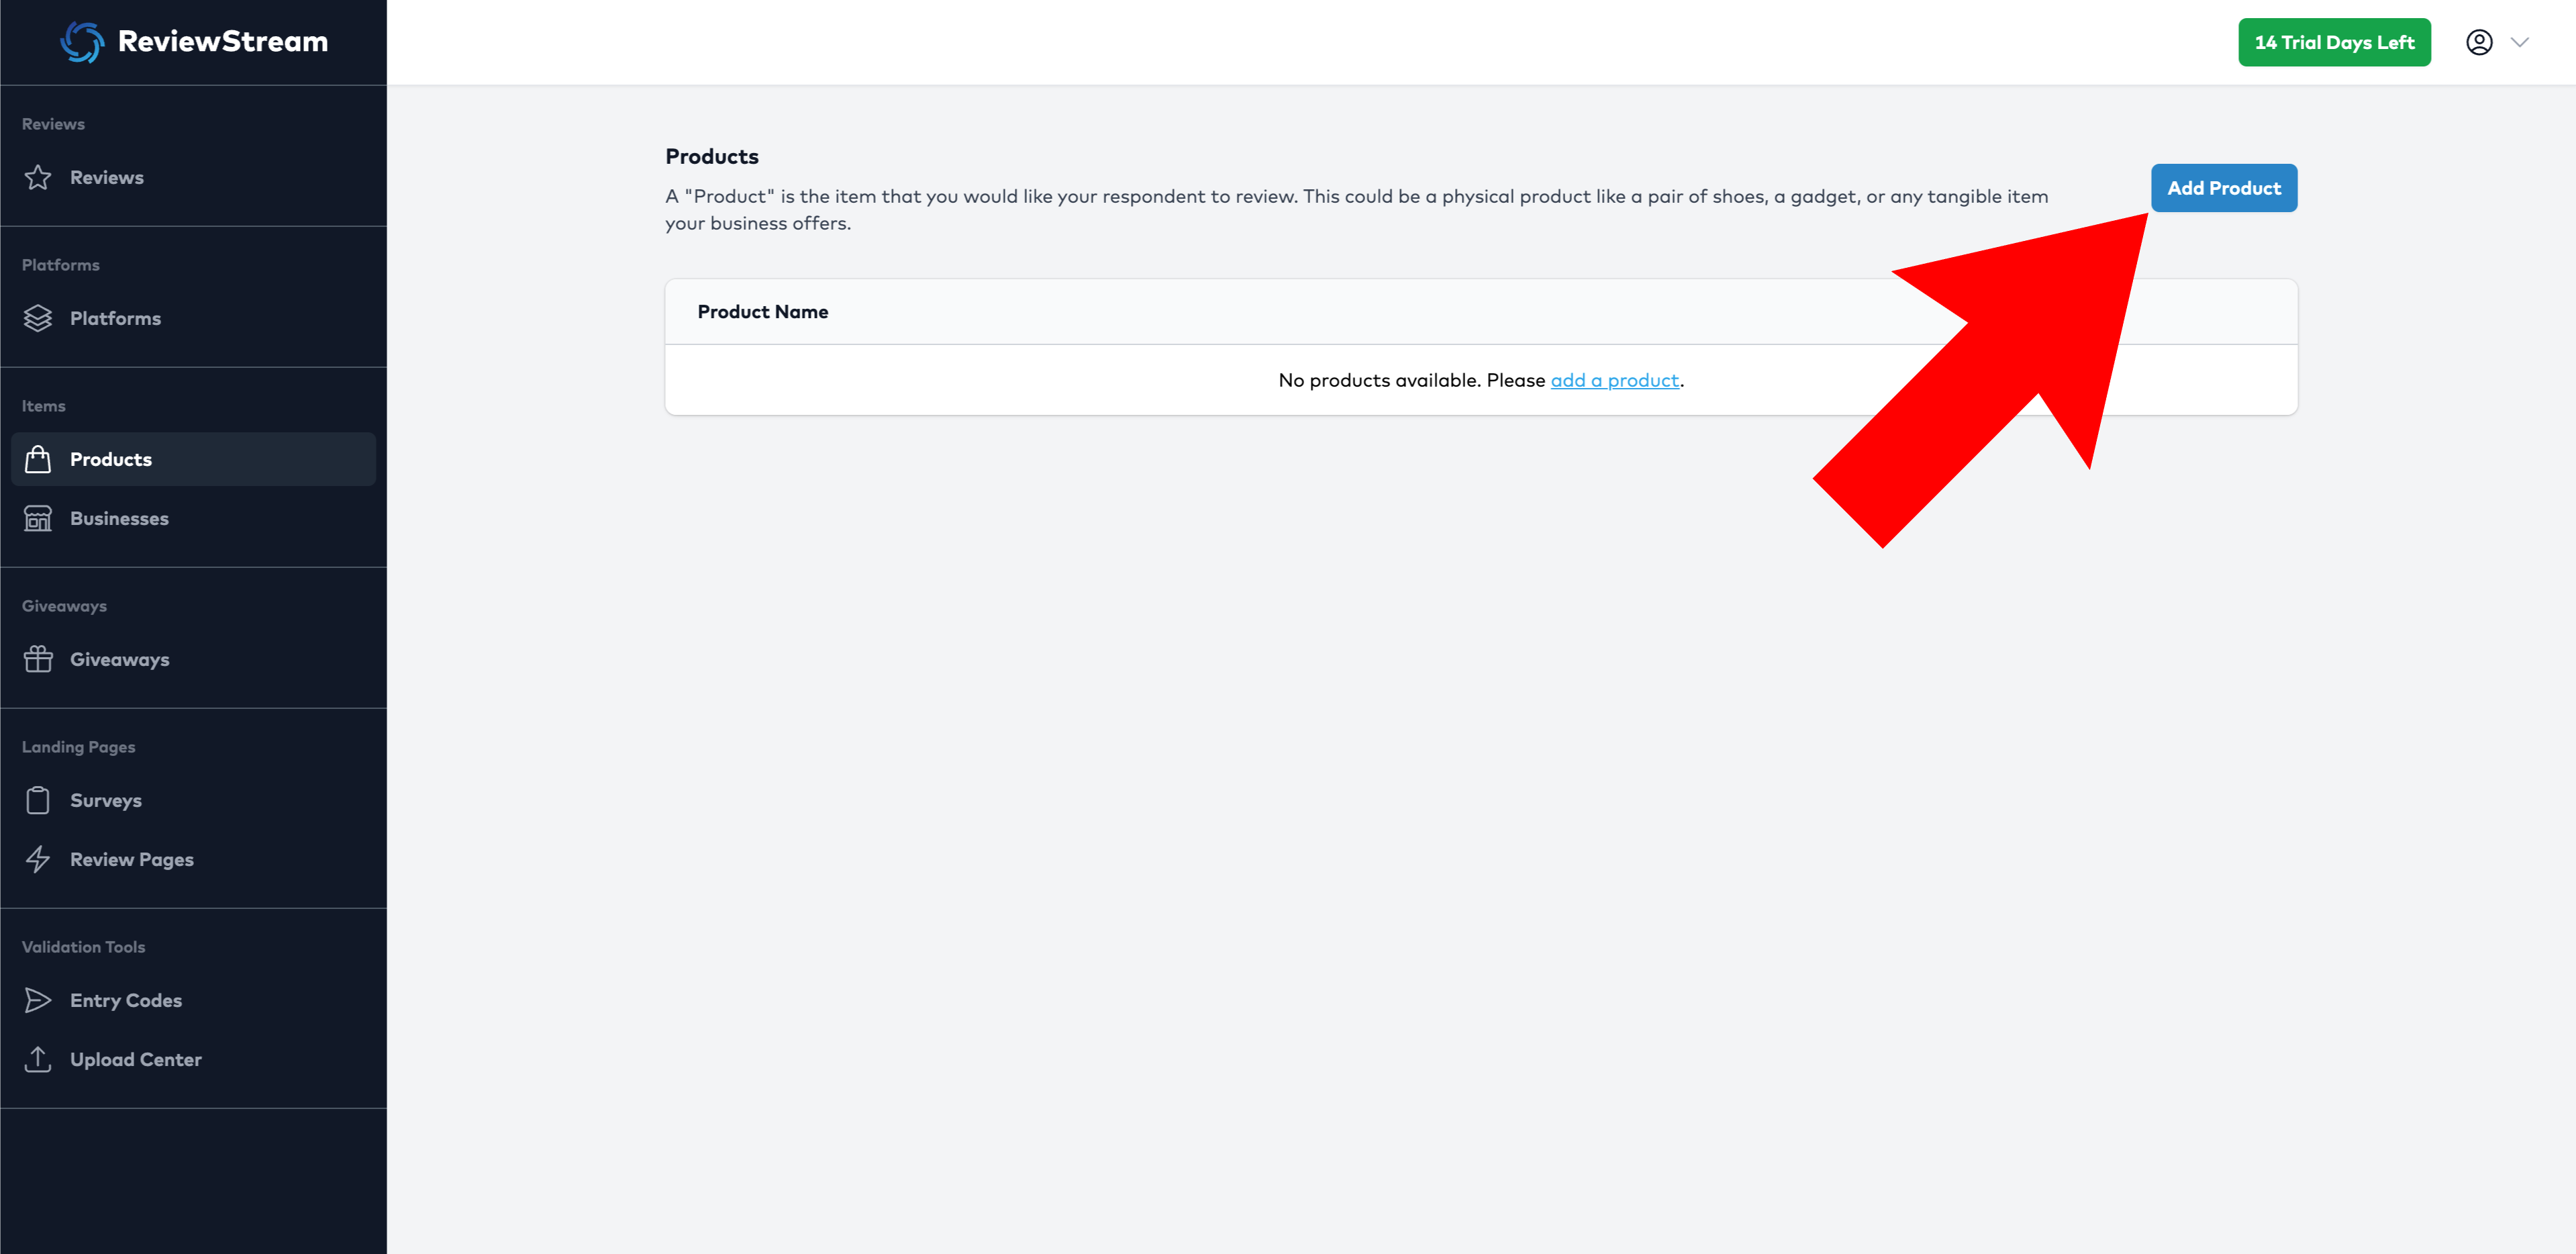 ReviewStream
14 Trial Days Left
Reviews
Reviews
Platforms
Platforms
Items
Products
Businesses
Giveaways
Giveaways
Landing Pages
Surveys
Review Pages
Validation Tools
Entry Codes
Upload Center
Products
A "Product" is the item that you would like your respondent to review. This could be a physical product like a pair of shoes, a gadget, or any tangible item
your business offers.
Add Product
Product Name
No products available. Please add a product.